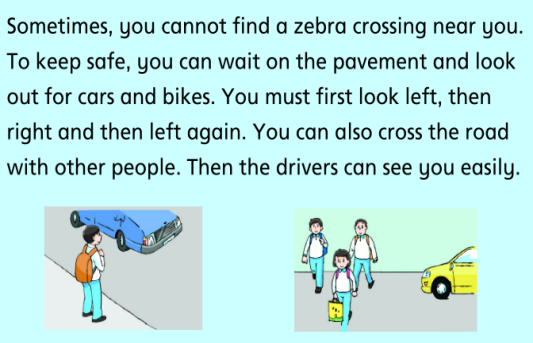 Sometimes, you cannot find a zebra crossing near you.
To keep safe, you can wait on the pavement and look
out for cars and bikes. You must first look left, then
right and then left again. You can also cross the road
with other people. Then the drivers can see you easily.